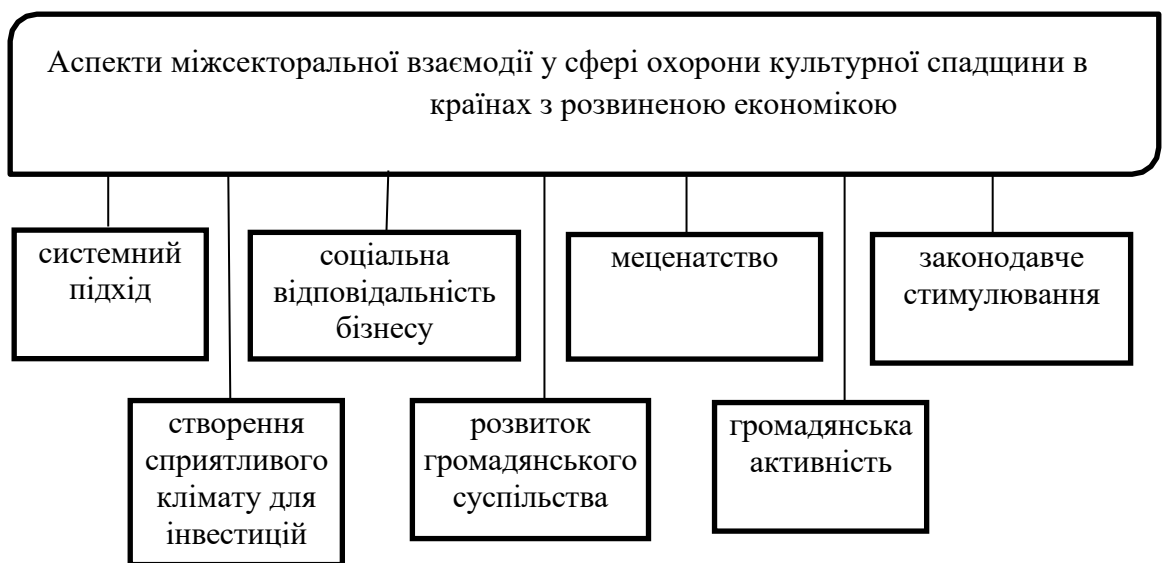 Аспекти міжсекторальної взаємодії у сфері охорони культурної спадщини в
країнах з розвиненою економікою
системний
підхід
соціальна
відповідальність
бізнесу
меценатство
законодавче
стимулювання
створення
сприятливого
клімату для
інвестицій
розвиток
громадянського
суспільства
громадянська
активність